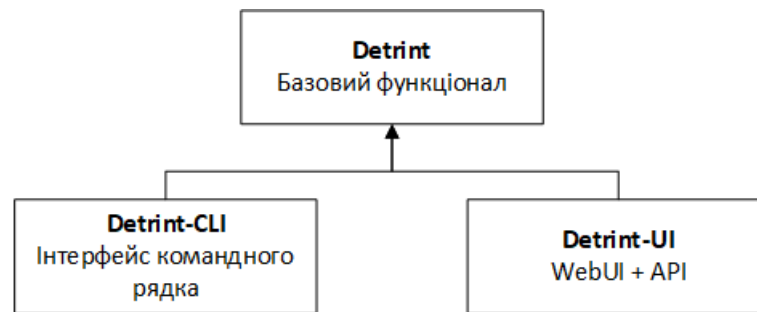 Detrint
Базовий функціонал
Detrint-CLI
Інтерфейс командного
рядка
Detrint-UI
WebUI + API